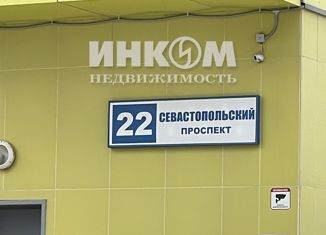 ИНКОМ
НЕДВИЖИМОСТЬ
22 СЕВАСТОПОЛЬСКИЙ
ПРОСПЕКТ